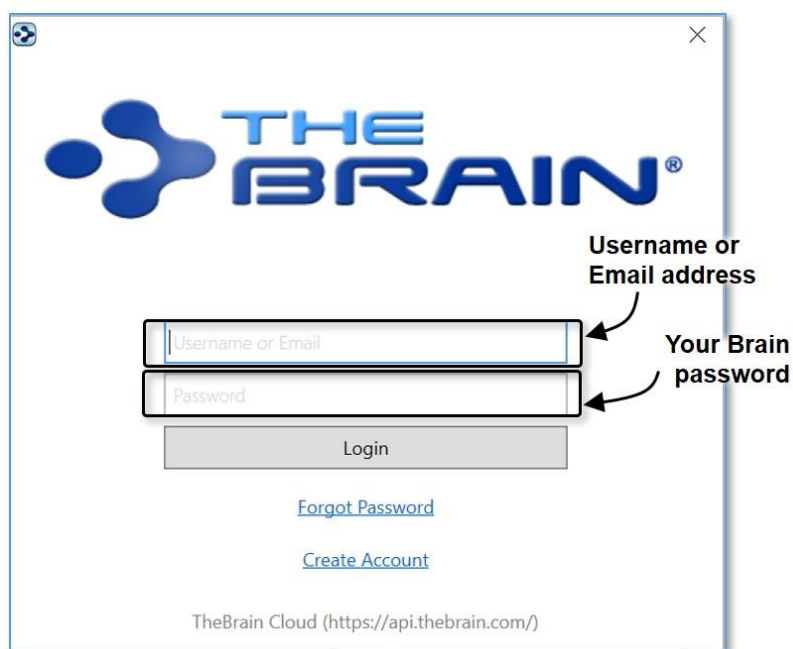 THE
BRAIN®
Username or
Email address
Username or Email
Your Brain
password
Password
Login
Forgot Password
Create Account
TheBrain Cloud (https://api.thebrain.com/)